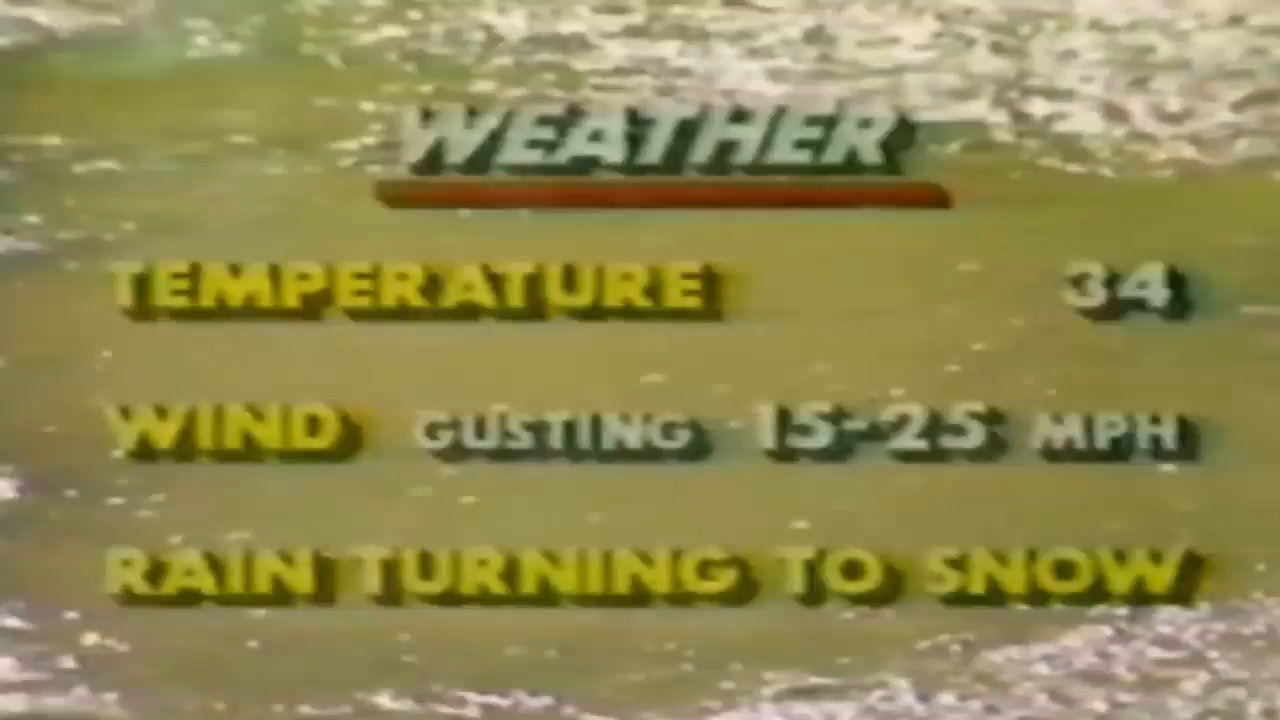 WEATHER
TEMPERATURE 34
WIND GUSTING 15-25 MPH
RAIN TURNING TO SNOW